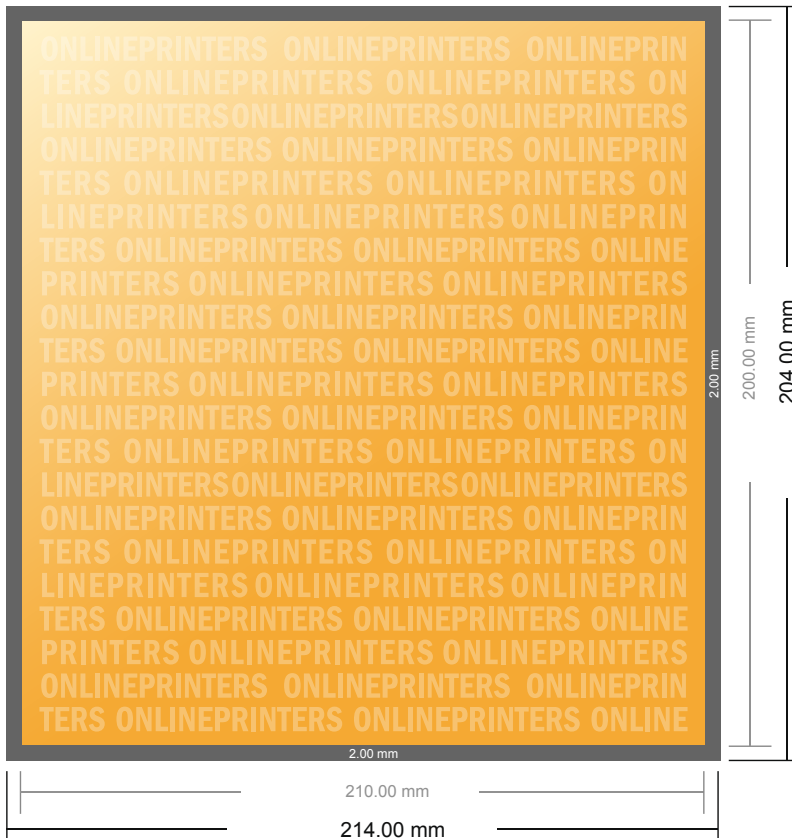 ONLINEPRINTERS ONLINEPRINTERS ONLINEPRIN
TERS ONLINEPRINTERS ONLINEPRINTERS ON
LINEPRINTERSONLINEPRINTERSONLINEPRINTERS
ONLINEPRINTERS ONLINEPRINTERS ONLINEPRIN
TERS ONLINEPRINTERS ONLINEPRINTERS ON
LINEPRINTERS ONLINEPRINTERS ONLINEPRIN
TERS ONLINEPRINTERS ONLINEPRINTERS ONLINE
PRINTERS ONLINEPRINTERS ONLINEPRINTERS
ONLINEPRINTERS ONLINEPRINTERS ONLINEPRIN
TERS ONLINEPRINTERS ONLINEPRINTERS ONLINE
PRINTERS ONLINEPRINTERS ONLINEPRINTERS
ONLINEPRINTERS ONLINEPRINTERS ONLINEPRIN
TERS ONLINEPRINTERS ONLINEPRINTERS ON
LINEPRINTERSONLINEPRINTERSONLINEPRINTERS
ONLINEPRINTERS ONLINEPRINTERS ONLINEPRIN
TERS ONLINEPRINTERS ONLINEPRINTERS ON
LINEPRINTERS ONLINEPRINTERS ONLINEPRIN
TERS ONLINEPRINTERS ONLINEPRINTERS ONLINE
PRINTERS ONLINEPRINTERS ONLINEPRINTERS
ONLINEPRINTERS ONLINEPRINTERS ONLINEPRIN
TERS ONLINEPRINTERS ONLINEPRINTERS ONLINE
2.00 mm
200.00 mm
204.00 mm
2.00 mm
210.00 mm
214.00 mm